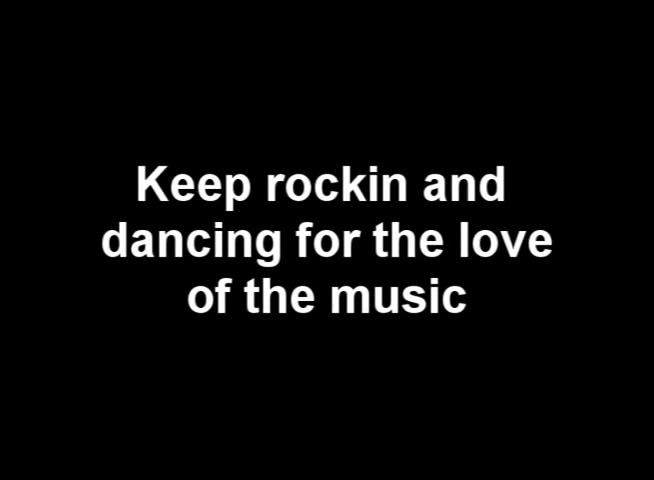 Keep rockin and
dancing for the love
of the music